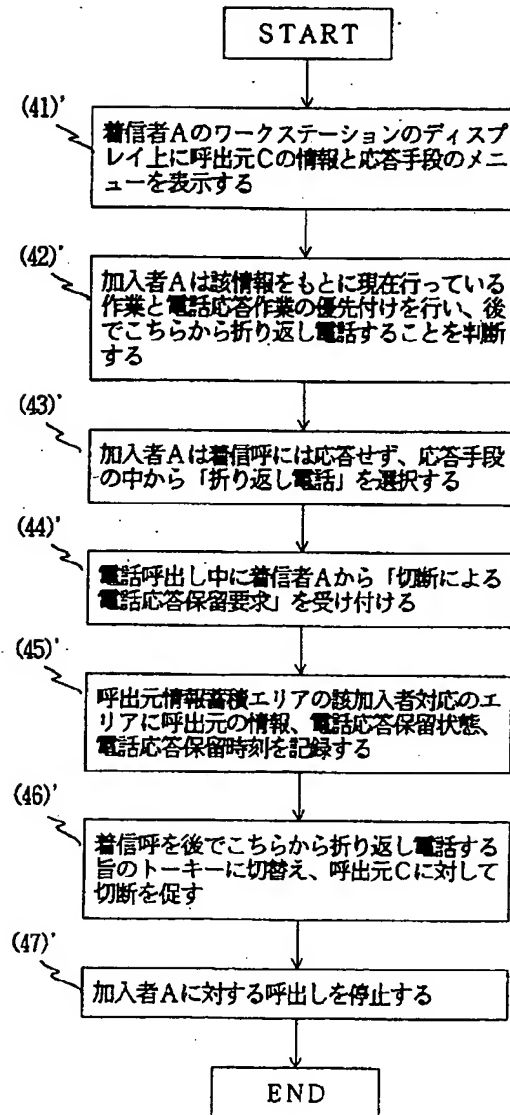 START
(41)'
着信者Aのワークステーションのディスプ
レイ上に呼出元Cの情報と応答手段のメニ
ューを表示する
(42)'
加入者Aは該情報をもとに現在行っている
作業と電話応答作業の優先付けを行い、後
でこちらから折り返し電話することを判断
する
(43)'
加入者Aは着信呼には応答せず、応答手段
の中から「折り返し電話」を選択する
(44)'
電話呼出し中に着信者Aから「切断による
電話応答保留要求」を受け付ける
(45)'
呼出元情報蓄積エリアの該加入者対応のエ
リアに呼出元の情報、電話応答保留状態、
電話応答保留時刻を記録する
(46)'
着信呼を後でこちらから折り返し電話する
旨のトーキーに切替え、呼出元Cに対して
切断を促す
(47)'
加入者Aに対する呼出しを停止する
END